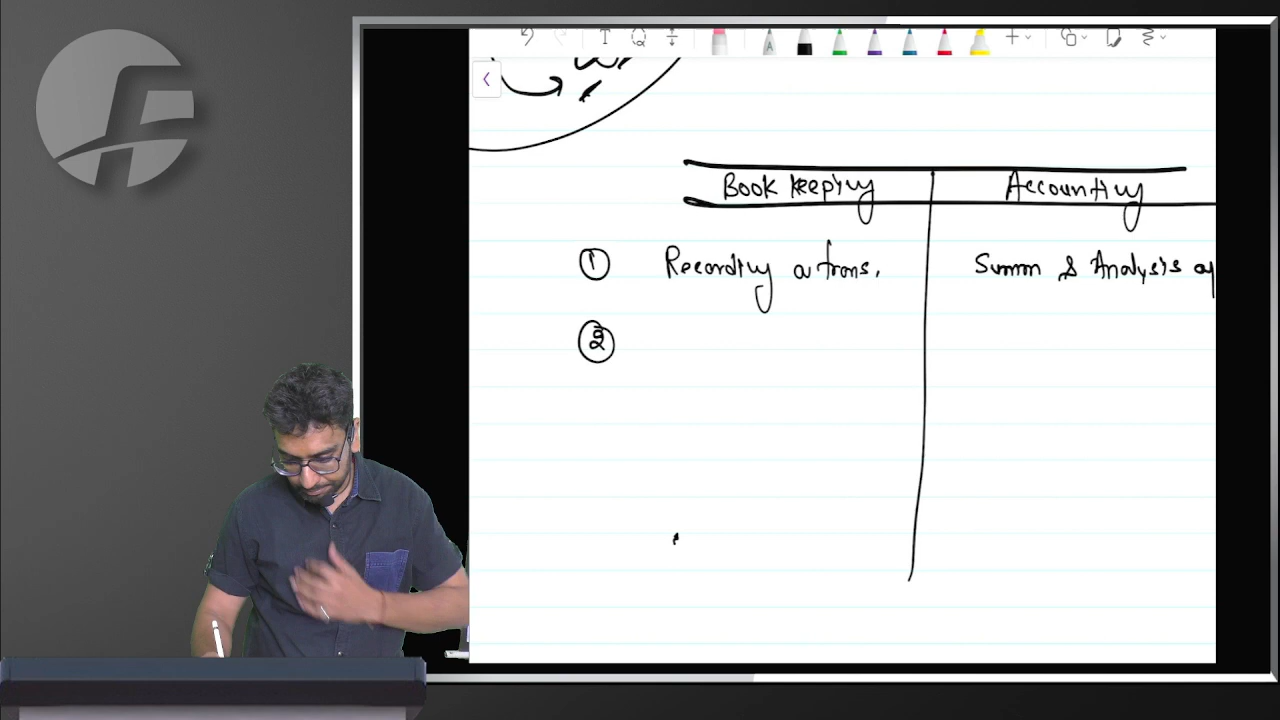 Book keeping Accounting
① Recording a trans. Summ & Analysis of
②